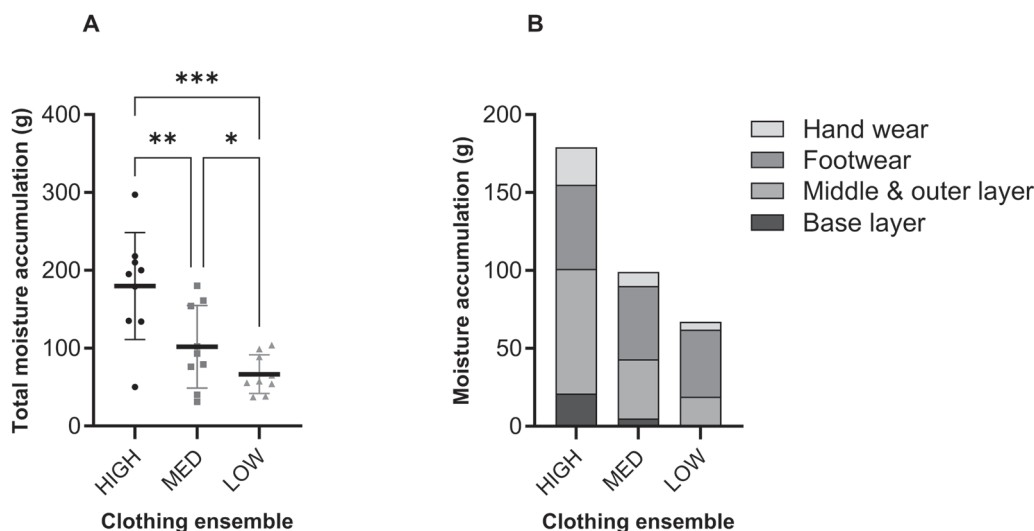 A
Total moisture accumulation (g)
400
300
200
100
0
***
**
*
HIGH
MED
LOW
Clothing ensemble
B
Moisture accumulation (g)
200
150
100
50
0
HIGH
MED
LOW
Clothing ensemble
Hand wear
Footwear
Middle & outer layer
Base layer